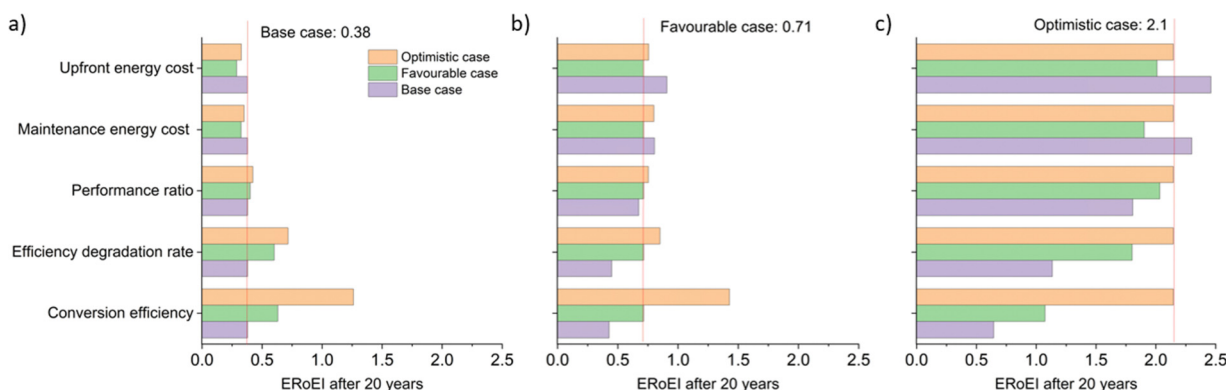 a)
Base case: 0.38
Optimistic case
Favourable case
Base case
Upfront energy cost
Maintenance energy cost
Performance ratio
Efficiency degradation rate
Conversion efficiency
0.0 0.5 1.0 1.5 2.0 2.5
ERoEI after 20 years
b)
Favourable case: 0.71
0.0 0.5 1.0 1.5 2.0 2.5
ERoEI after 20 years
c)
Optimistic case: 2.1
0.0 0.5 1.0 1.5 2.0 2.5
ERoEI after 20 years